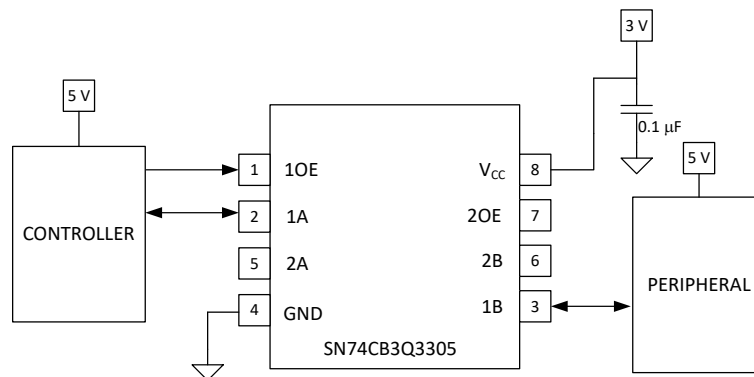 3 V
5 V
0.1 µF
5 V
1 1OE
V_CC 8
2 1A
2OE 7
CONTROLLER
5 2A
2B 6
PERIPHERAL
4 GND
1B 3
SN74CB3Q3305